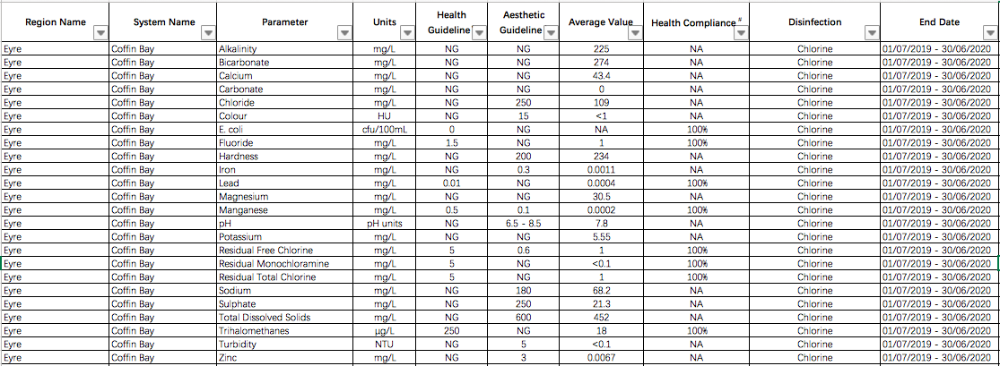 Region Name System Name Parameter Units Health Guideline Aesthetic Guideline Average Value Health Compliance # Disinfection End Date
Eyre Coffin Bay Alkalinity mg/L NG NG 225 NA Chlorine 01/07/2019 - 30/06/2020
Eyre Coffin Bay Bicarbonate mg/L NG NG 274 NA Chlorine 01/07/2019 - 30/06/2020
Eyre Coffin Bay Calcium mg/L NG NG 43.4 NA Chlorine 01/07/2019 - 30/06/2020
Eyre Coffin Bay Carbonate mg/L NG NG 0 NA Chlorine 01/07/2019 - 30/06/2020
Eyre Coffin Bay Chloride mg/L NG 250 109 NA Chlorine 01/07/2019 - 30/06/2020
Eyre Coffin Bay Colour HU NG 15 <1 NA Chlorine 01/07/2019 - 30/06/2020
Eyre Coffin Bay E. coli cfu/100mL 0 NG NA 100% Chlorine 01/07/2019 - 30/06/2020
Eyre Coffin Bay Fluoride mg/L 1.5 NG 1 100% Chlorine 01/07/2019 - 30/06/2020
Eyre Coffin Bay Hardness mg/L NG 200 234 NA Chlorine 01/07/2019 - 30/06/2020
Eyre Coffin Bay Iron mg/L NG 0.3 0.0011 NA Chlorine 01/07/2019 - 30/06/2020
Eyre Coffin Bay Lead mg/L 0.01 NG 0.0004 100% Chlorine 01/07/2019 - 30/06/2020
Eyre Coffin Bay Magnesium mg/L NG NG 30.5 NA Chlorine 01/07/2019 - 30/06/2020
Eyre Coffin Bay Manganese mg/L 0.5 0.1 0.0002 100% Chlorine 01/07/2019 - 30/06/2020
Eyre Coffin Bay pH pH units NG 6.5 - 8.5 7.8 NA Chlorine 01/07/2019 - 30/06/2020
Eyre Coffin Bay Potassium mg/L NG NG 5.55 NA Chlorine 01/07/2019 - 30/06/2020
Eyre Coffin Bay Residual Free Chlorine mg/L 5 0.6 1 100% Chlorine 01/07/2019 - 30/06/2020
Eyre Coffin Bay Residual Monochloramine mg/L 5 NG <0.1 100% Chlorine 01/07/2019 - 30/06/2020
Eyre Coffin Bay Residual Total Chlorine mg/L 5 NG 1 100% Chlorine 01/07/2019 - 30/06/2020
Eyre Coffin Bay Sodium mg/L NG 180 68.2 NA Chlorine 01/07/2019 - 30/06/2020
Eyre Coffin Bay Sulphate mg/L NG 250 21.3 NA Chlorine 01/07/2019 - 30/06/2020
Eyre Coffin Bay Total Dissolved Solids mg/L NG 600 452 NA Chlorine 01/07/2019 - 30/06/2020
Eyre Coffin Bay Trihalomethanes µg/L 250 NG 18 100% Chlorine 01/07/2019 - 30/06/2020
Eyre Coffin Bay Turbidity NTU NG 5 <0.1 NA Chlorine 01/07/2019 - 30/06/2020
Eyre Coffin Bay Zinc mg/L NG 3 0.0067 NA Chlorine 01/07/2019 - 30/06/2020